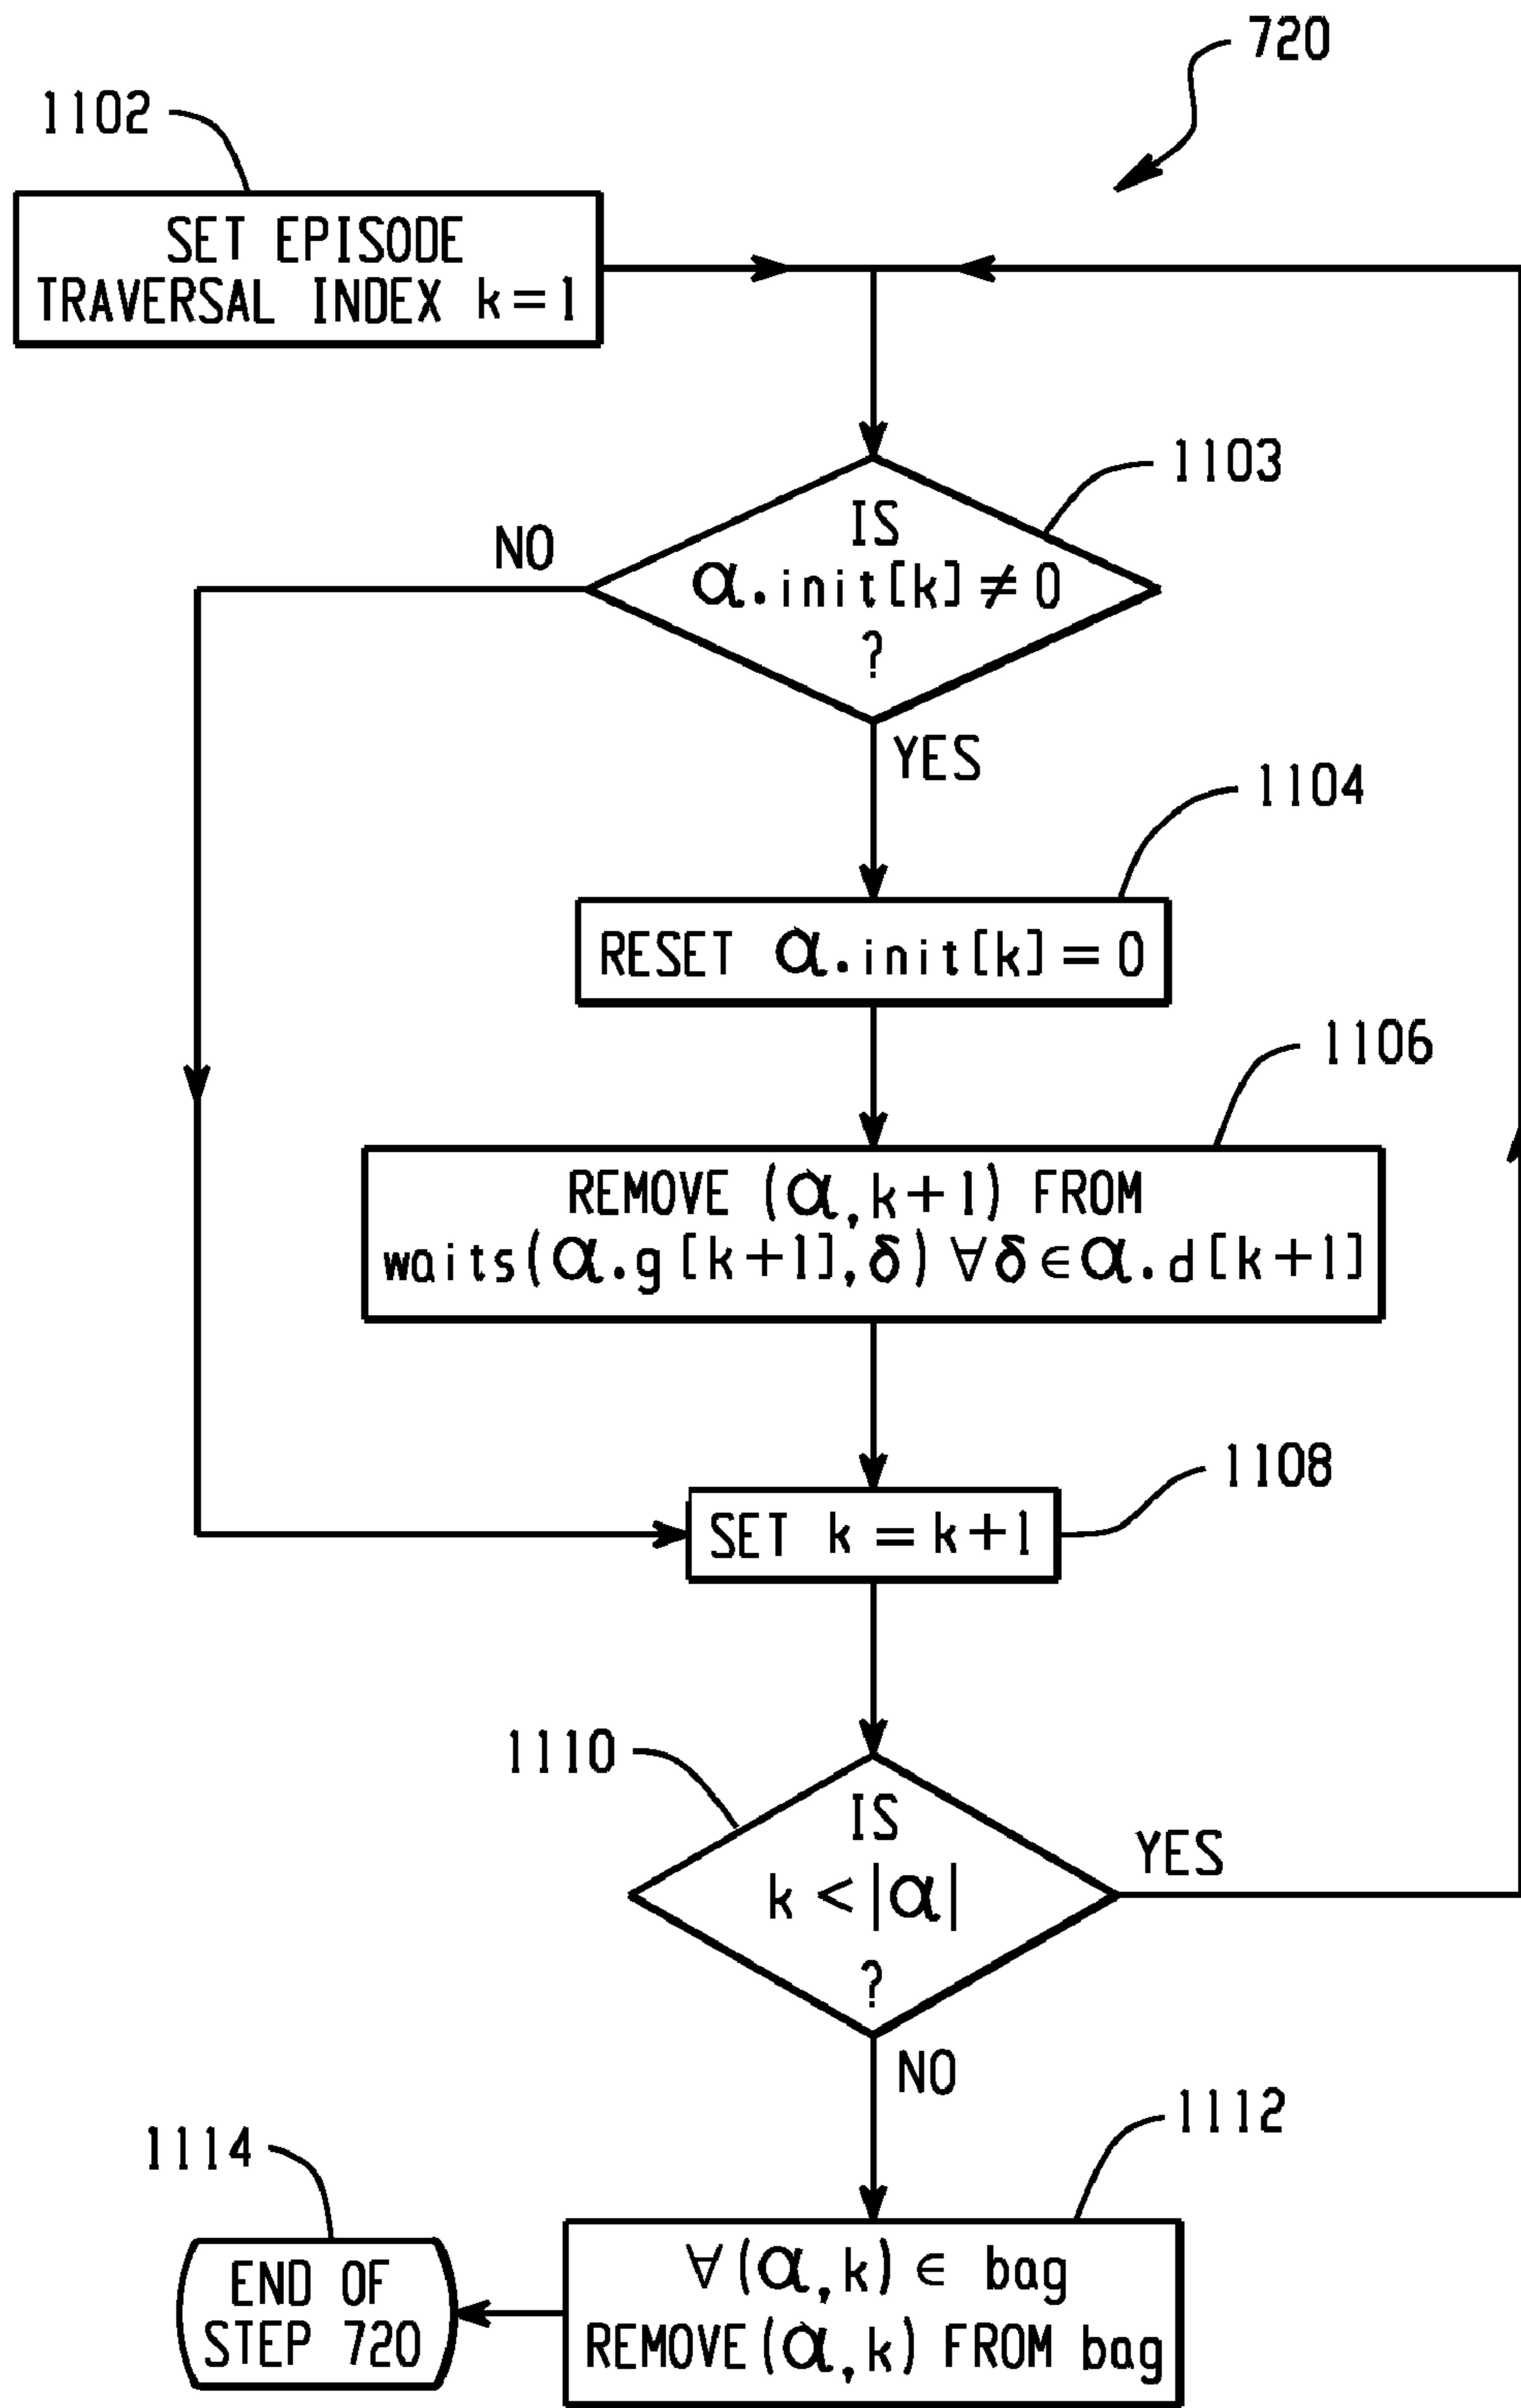 720
1102
SET EPISODE
TRAVERSAL INDEX k=1
1103
IS
α.init[k]≠0
?
NO
YES
1104
RESET α.init[k]=0
1106
REMOVE (α,k+1) FROM
waits(α.g[k+1],δ)∀δ∈α.d[k+1]
1108
SET k=k+1
1110
IS
k<|α|
?
YES
NO
1112
1114
∀(α,k)∈ bag
REMOVE(α,k) FROM bag
END OF
STEP 720